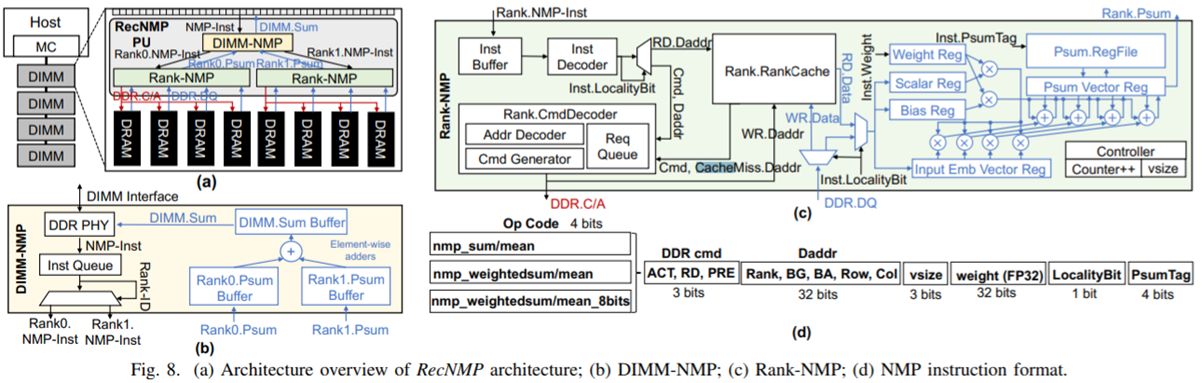 Host
MC
DIMM
DIMM
DIMM
DIMM
RecNMP
PU
NMP-Inst
DIMM.Sum
DIMM-NMP
Rank0.NMP-Inst
Rank1.NMP-Inst
Rank0.Psum
Rank1.Psum
Rank-NMP
Rank-NMP
DDR.C/A
DDR.DQ
DRAM
DRAM
DRAM
DRAM
DRAM
DRAM
DRAM
DRAM
(a)
DIMM Interface
DIMM-NMP
DDR PHY
DIMM.Sum
DIMM.Sum Buffer
NMP-Inst
Inst Queue
Rank-ID
Element-wise
adders
Rank0.Psum
Buffer
Rank1.Psum
Buffer
Rank0.
NMP-Inst
Rank1.
NMP-Inst
Rank0.Psum
Rank1.Psum
(b)
Rank.NMP-Inst
Rank-NMP
Inst
Buffer
Inst
Decoder
RD.Daddr
Inst.LocalityBit
Cmd, Daddr
Rank.RankCache
Rank.CmdDecoder
Addr Decoder
Cmd Generator
Req
Queue
WR.Daddr
Cmd, CacheMiss.Daddr
DDR.C/A
RD.Data
WR.Data
Inst.LocalityBit
DDR.DQ
Inst.Weight
Inst.PsumTag
Weight Reg
Scalar Reg
Bias Reg
Psum.RegFile
Psum Vector Reg
Rank.Psum
Input Emb Vector Reg
Controller
Counter++
vsize
(c)
Op Code 4 bits
nmp_sum/mean
nmp_weightedsum/mean
nmp_weightedsum/mean_8bits
DDR cmd
ACT, RD, PRE
3 bits
Daddr
Rank, BG, BA, Row, Col
32 bits
vsize
3 bits
weight (FP32)
32 bits
LocalityBit
1 bit
PsumTag
4 bits
(d)
Fig. 8. (a) Architecture overview of RecNMP architecture; (b) DIMM-NMP; (c) Rank-NMP; (d) NMP instruction format.